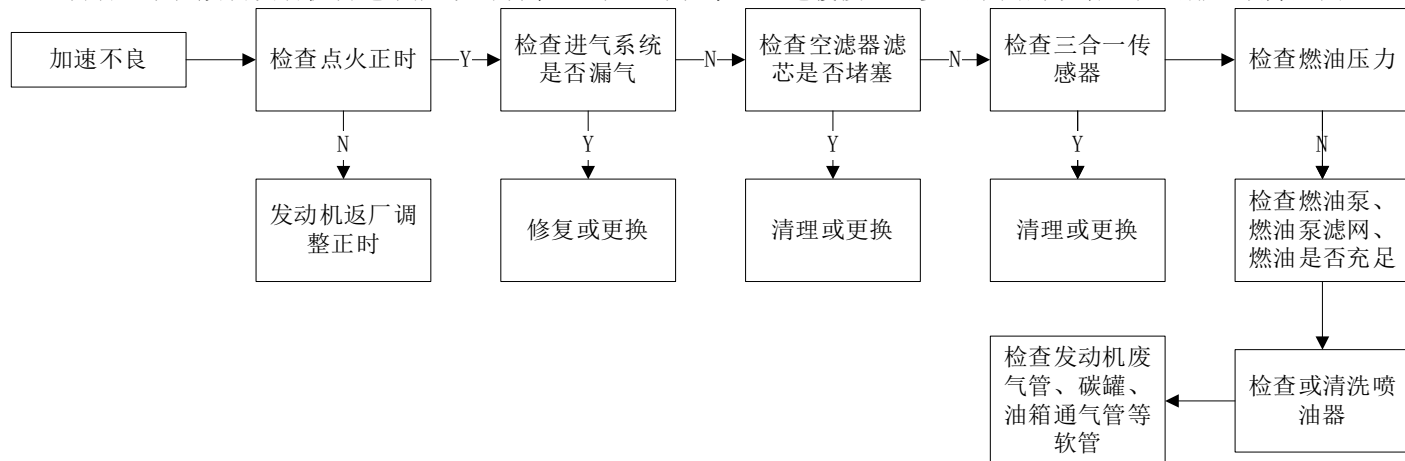 加速不良
检查点火正时
Y
检查进气系统
是否漏气
N
检查空滤器滤
芯是否堵塞
N
检查三合一传
感器
检查燃油压力
N
Y
Y
Y
N
发动机返厂调
整正时
修复或更换
清理或更换
清理或更换
检查燃油泵、
燃油泵滤网、
燃油是否充足
检查发动机废
气管、碳罐、
油箱通气管等
软管
检查或清洗喷
油器